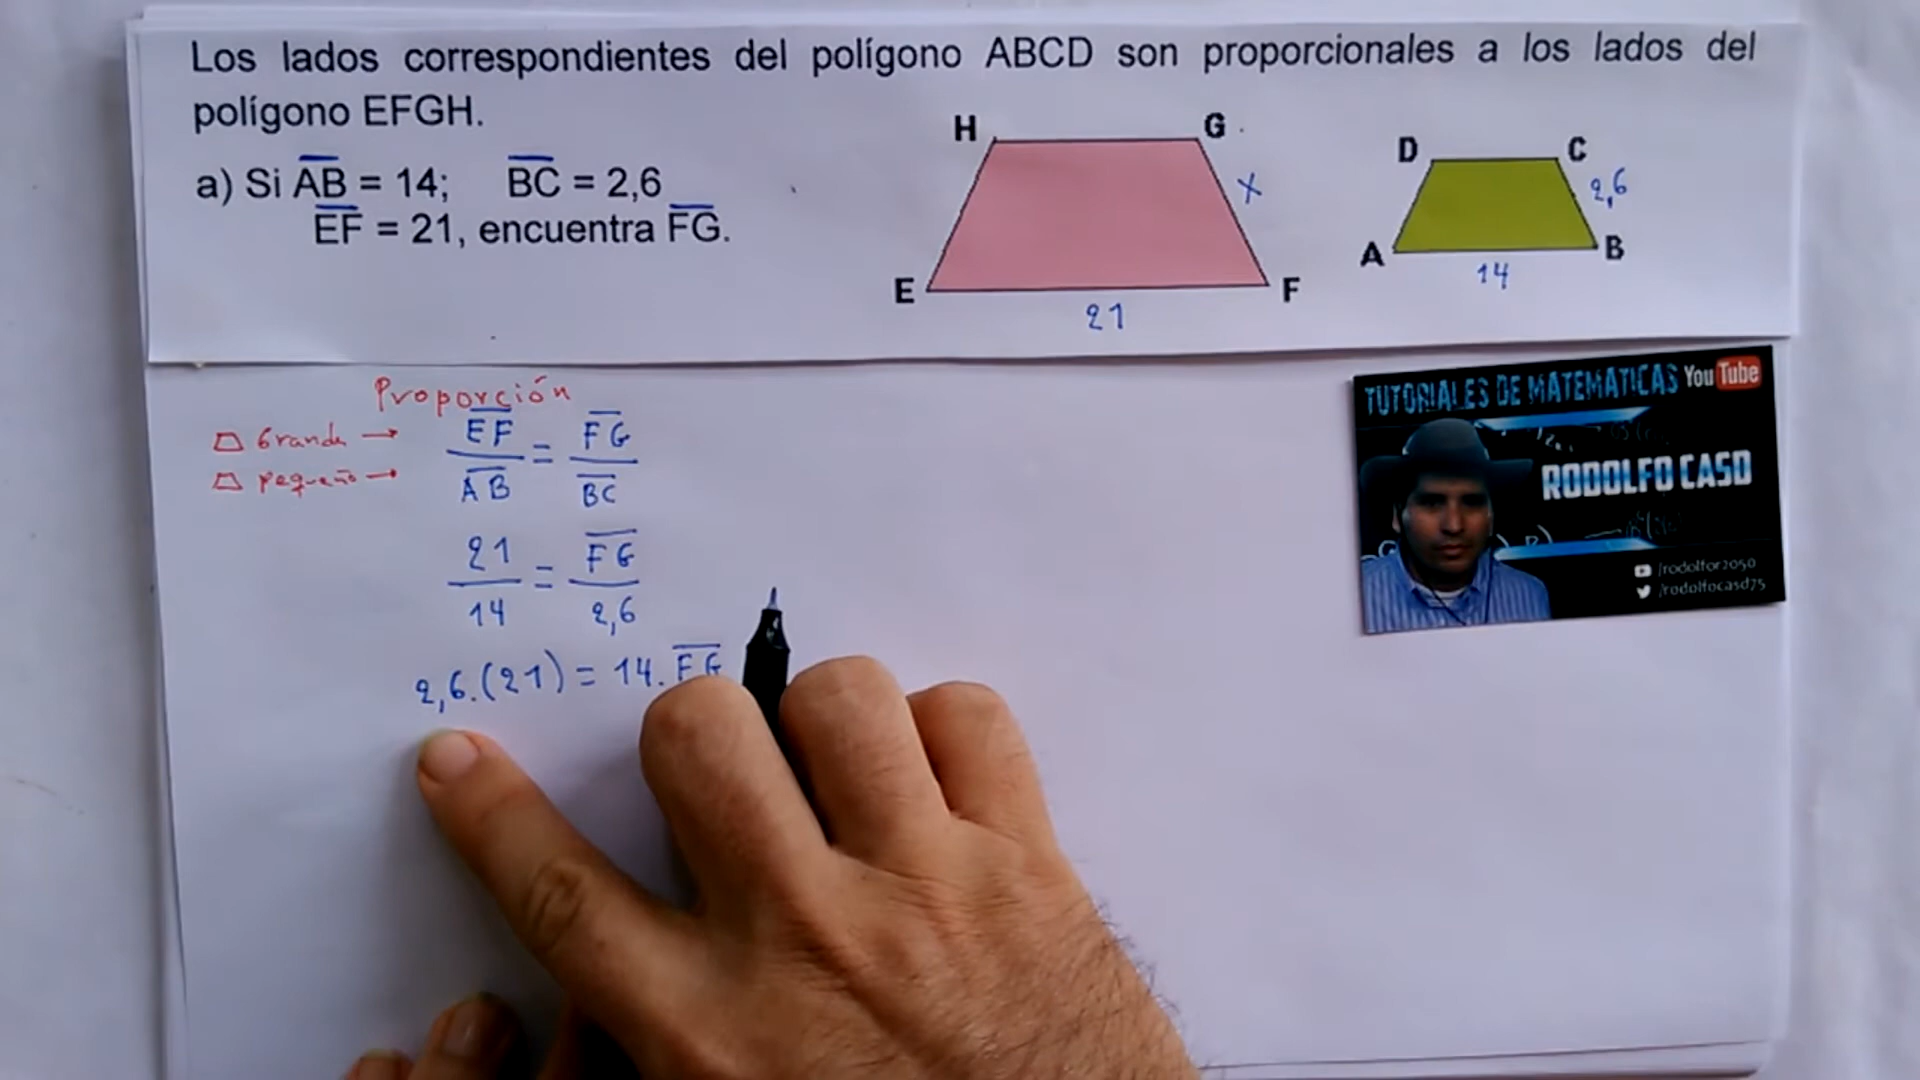 Los lados correspondientes del polígono ABCD son proporcionales a los lados del
polígono EFGH.
a) Si AB = 14; BC = 2,6
EF = 21, encuentra FG.
H G
x
E F
21
D C
2,6
A B
14
Proporción
Grande → EF/AB = FG/BC
pequeño →
21/14 = FG/2,6
2,6.(21) = 14. FG
TUTORIALES DE MATEMATICAS YouTube
RODOLFO CASD
/rodolfor2050
/rodolfocasd75